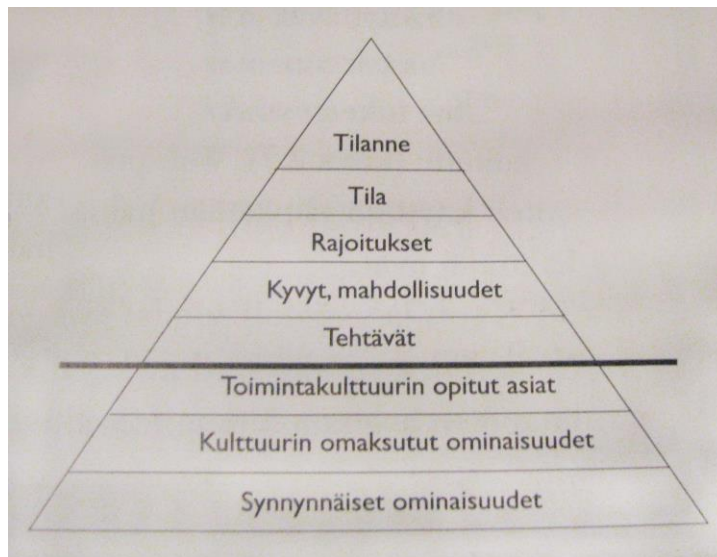 Tilanne
Tila
Rajoitukset
Kyvyt, mahdollisuudet
Tehtävät
Toimintakulttuurin opitut asiat
Kulttuurin omaksutut ominaisuudet
Synnynnäiset ominaisuudet